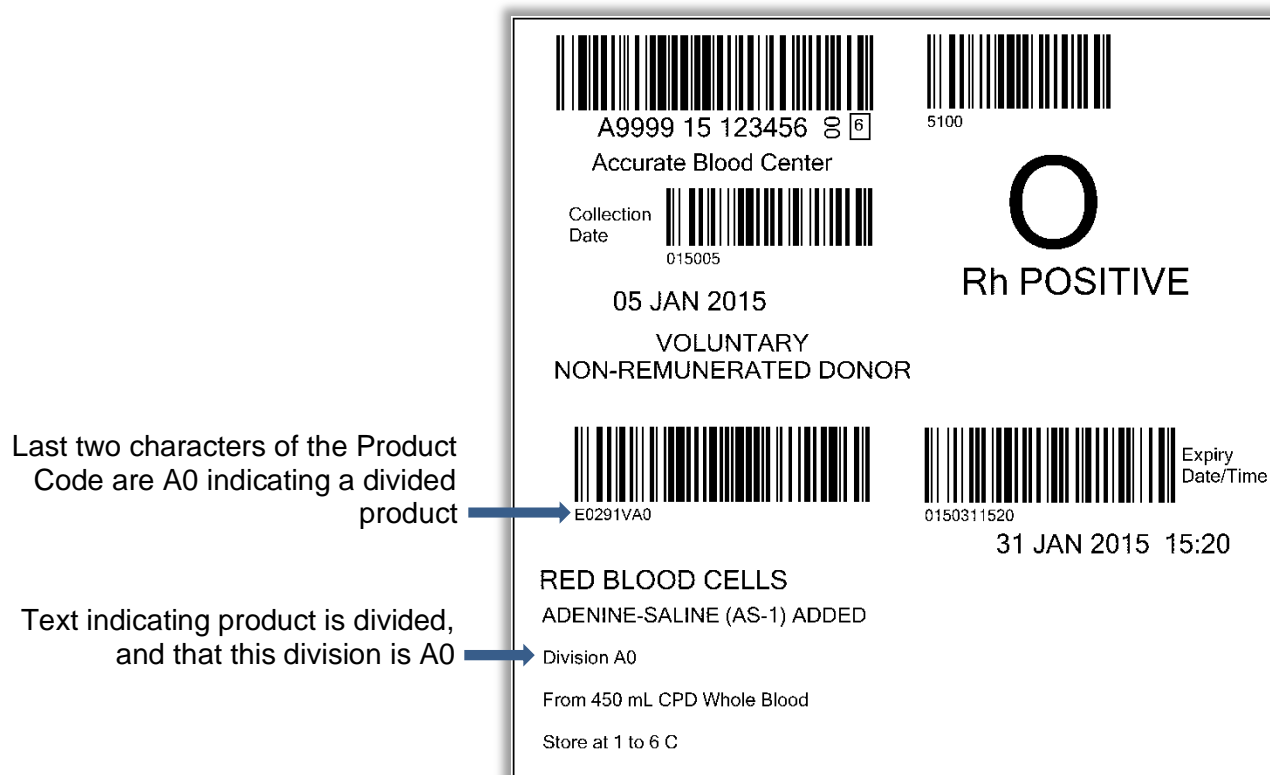 A9999 15 123456 00 6
Accurate Blood Center
Collection
Date
015005
05 JAN 2015
VOLUNTARY
NON-REMUNERATED DONOR
5100
O
Rh POSITIVE
Last two characters of the Product
Code are A0 indicating a divided
product
E0291VA0
Expiry
Date/Time
0150311520
31 JAN 2015 15:20
RED BLOOD CELLS
ADENINE-SALINE (AS-1) ADDED
Text indicating product is divided,
and that this division is A0
Division A0
From 450 mL CPD Whole Blood
Store at 1 to 6 C